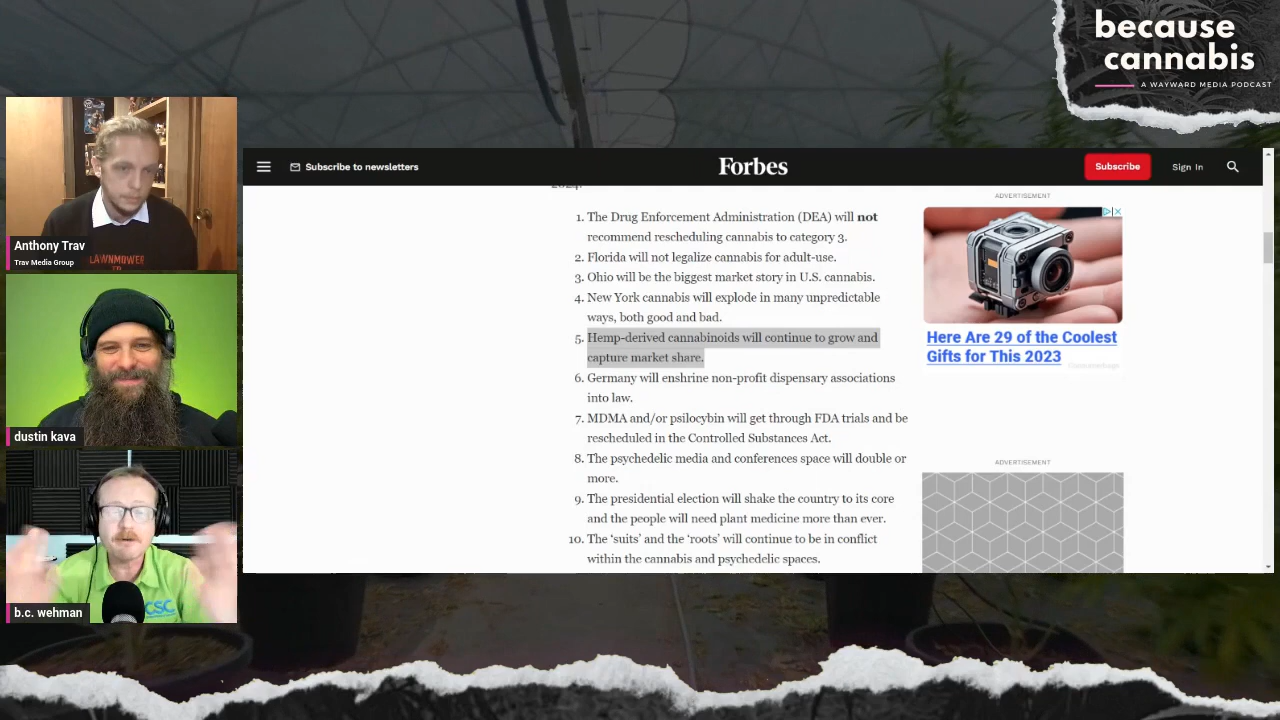 because
cannabis
A WAYWARD MEDIA PODCAST
Anthony Trav
Trav Media Group
LAWNMOWER
dustin kava
CSC
b.c. wehman
Subscribe to newsletters
Forbes
Subscribe
Sign In
2024:
1. The Drug Enforcement Administration (DEA) will not
recommend rescheduling cannabis to category 3.
2. Florida will not legalize cannabis for adult-use.
3. Ohio will be the biggest market story in U.S. cannabis.
4. New York cannabis will explode in many unpredictable
ways, both good and bad.
5. Hemp-derived cannabinoids will continue to grow and
capture market share.
6. Germany will enshrine non-profit dispensary associations
into law.
7. MDMA and/or psilocybin will get through FDA trials and be
rescheduled in the Controlled Substances Act.
8. The psychedelic media and conferences space will double or
more.
9. The presidential election will shake the country to its core
and the people will need plant medicine more than ever.
10. The ‘suits’ and the ‘roots’ will continue to be in conflict
within the cannabis and psychedelic spaces.
ADVERTISEMENT
Here Are 29 of the Coolest
Gifts for This 2023
ADVERTISEMENT